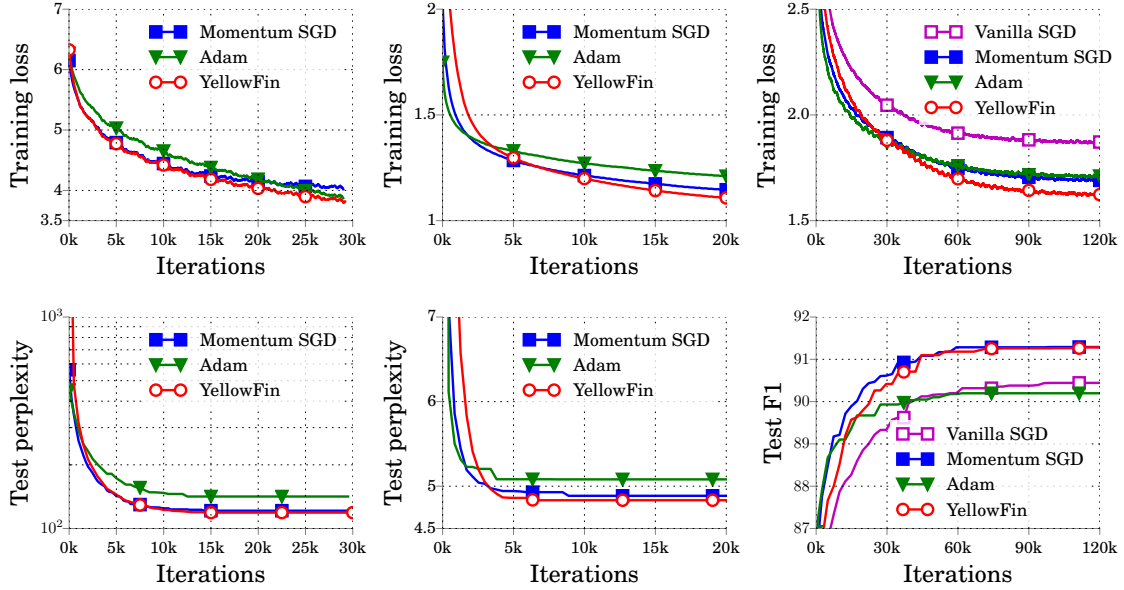 Training loss
7
6
5
4
3.5
0k 5k 10k 15k 20k 25k 30k
Iterations
Momentum SGD
Adam
YellowFin
Training loss
2
1.5
1
0k 5k 10k 15k 20k
Iterations
Momentum SGD
Adam
YellowFin
Training loss
2.5
2.0
1.5
0k 30k 60k 90k 120k
Iterations
Vanilla SGD
Momentum SGD
Adam
YellowFin
Test perplexity
10³
10²
0k 5k 10k 15k 20k 25k 30k
Iterations
Momentum SGD
Adam
YellowFin
Test perplexity
7
6
5
4.5
0k 5k 10k 15k 20k
Iterations
Momentum SGD
Adam
YellowFin
Test F1
92
91
90
89
88
87
0k 30k 60k 90k 120k
Iterations
Vanilla SGD
Momentum SGD
Adam
YellowFin